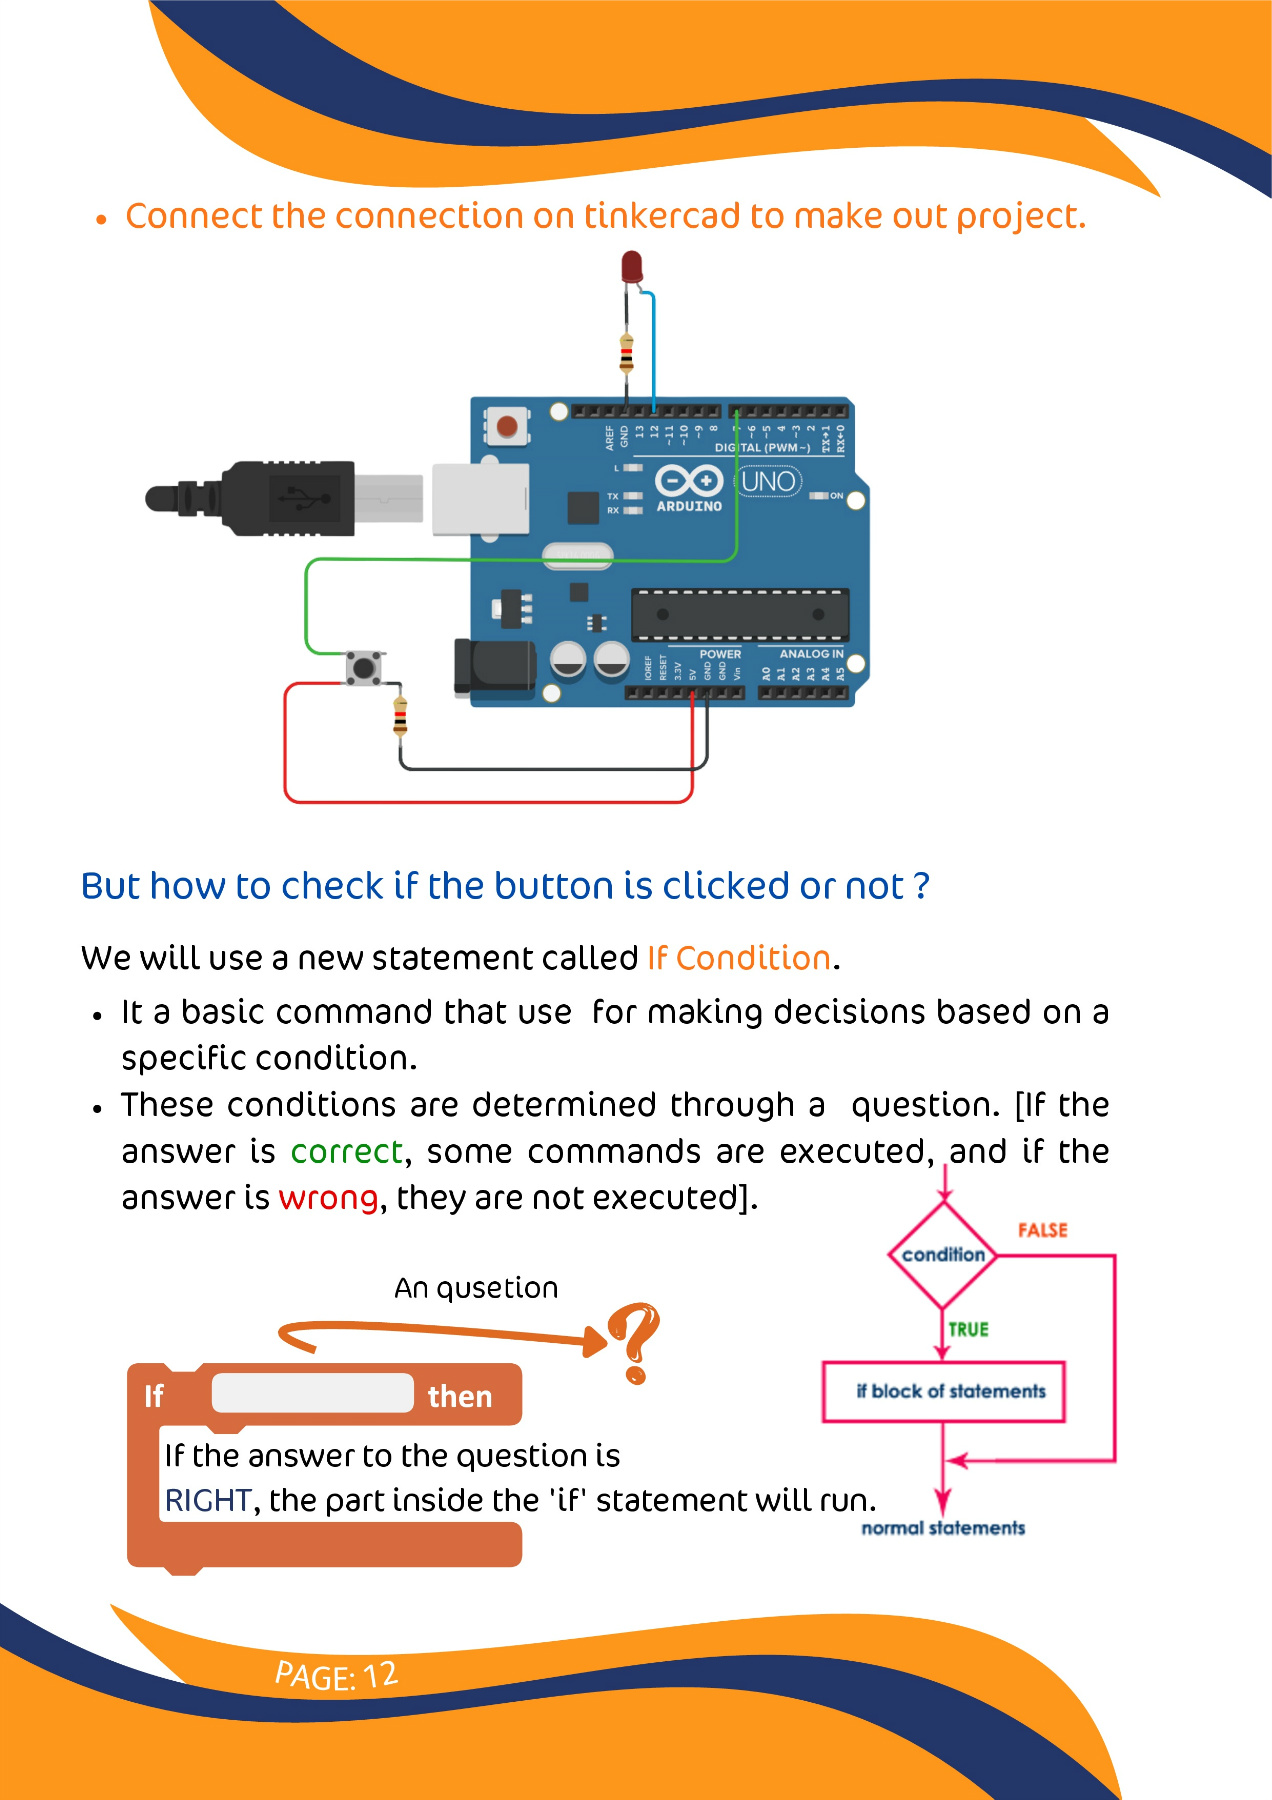 • Connect the connection on tinkercad to make out project.
AREF
GND
13
12
~11
~10
~9
8
7
~6
~5
4
~3
2
TX→1
RX←0
DIGITAL (PWM~)
L
TX
RX
ARDUINO
UNO
ON
POWER
ANALOG IN
IOREF
RESET
3.3V
5V
GND
GND
Vin
A0
A1
A2
A3
A4
A5
But how to check if the button is clicked or not ?
We will use a new statement called If Condition.
• It a basic command that use for making decisions based on a
specific condition.
• These conditions are determined through a question. [If the
answer is correct, some commands are executed, and if the
answer is wrong, they are not executed].
An qusetion
?
If then
If the answer to the question is
RIGHT, the part inside the 'if' statement will run.
condition
FALSE
TRUE
if block of statements
normal statements
PAGE: 12